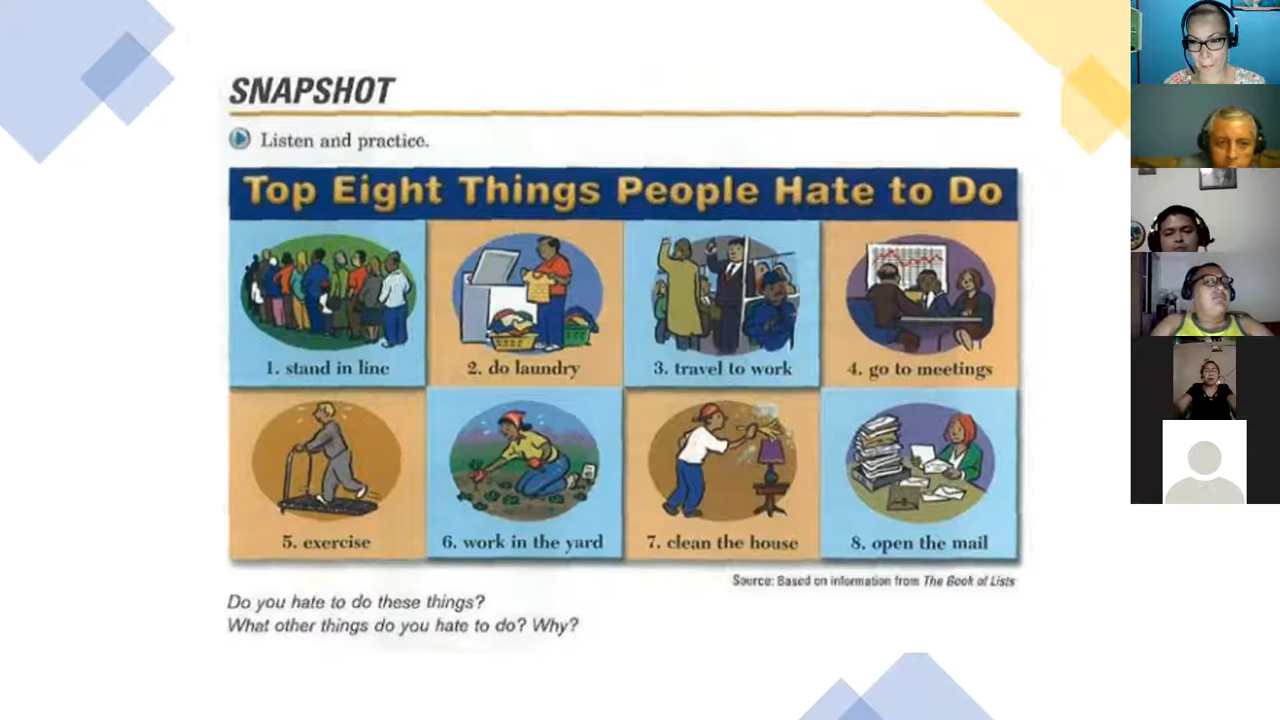 SNAPSHOT
Listen and practice.
Top Eight Things People Hate to Do
1. stand in line
2. do laundry
3. travel to work
4. go to meetings
5. exercise
6. work in the yard
7. clean the house
8. open the mail
Source: Based on information from The Book of Lists
Do you hate to do these things?
What other things do you hate to do? Why?